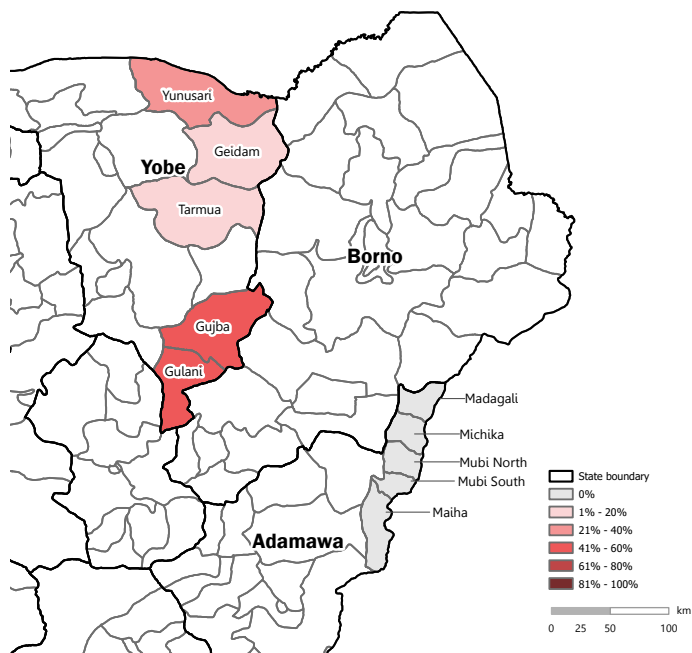 Yunusari
Geidam
Yobe
Tarmua
Borno
Gujba
Gulani
Madagali
Michika
Mubi North
Mubi South
Maiha
Adamawa
State boundary
0%
1% - 20%
21% - 40%
41% - 60%
61% - 80%
81% - 100%
km
0 25 50 100